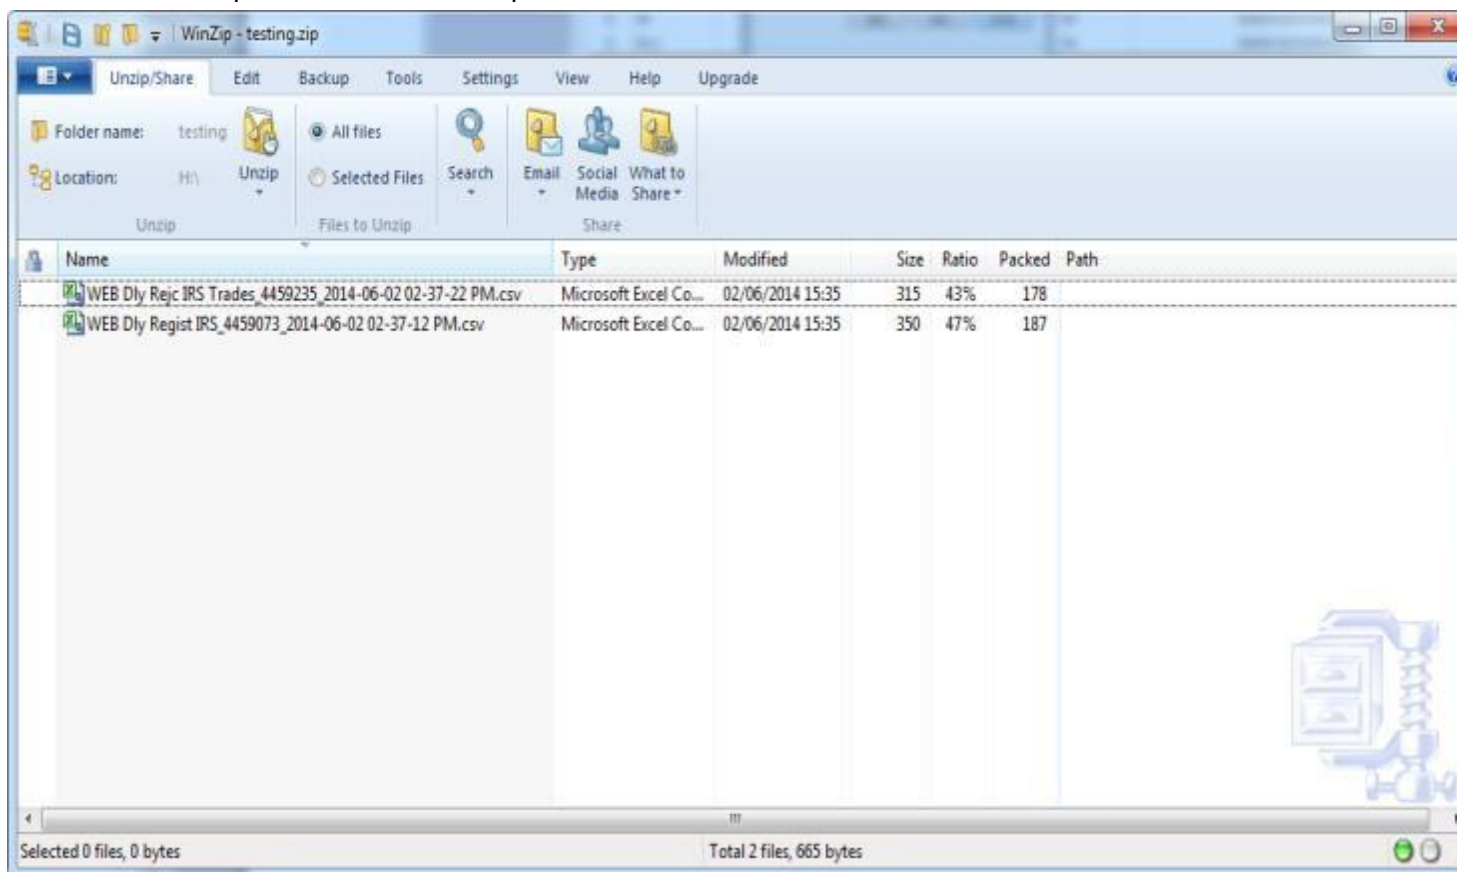 WinZip - testing.zip
Unzip/Share Edit Backup Tools Settings View Help Upgrade
Folder name: testing
Location: H:\
Unzip
All files
Selected Files
Search
Email
Social Media
What to Share
Unzip
Files to Unzip
Share
Name Type Modified Size Ratio Packed Path
WEB Dly Rejc IRS Trades_4459235_2014-06-02 02-37-22 PM.csv Microsoft Excel Co... 02/06/2014 15:35 315 43% 178
WEB Dly Regist IRS_4459073_2014-06-02 02-37-12 PM.csv Microsoft Excel Co... 02/06/2014 15:35 350 47% 187
Selected 0 files, 0 bytes Total 2 files, 665 bytes